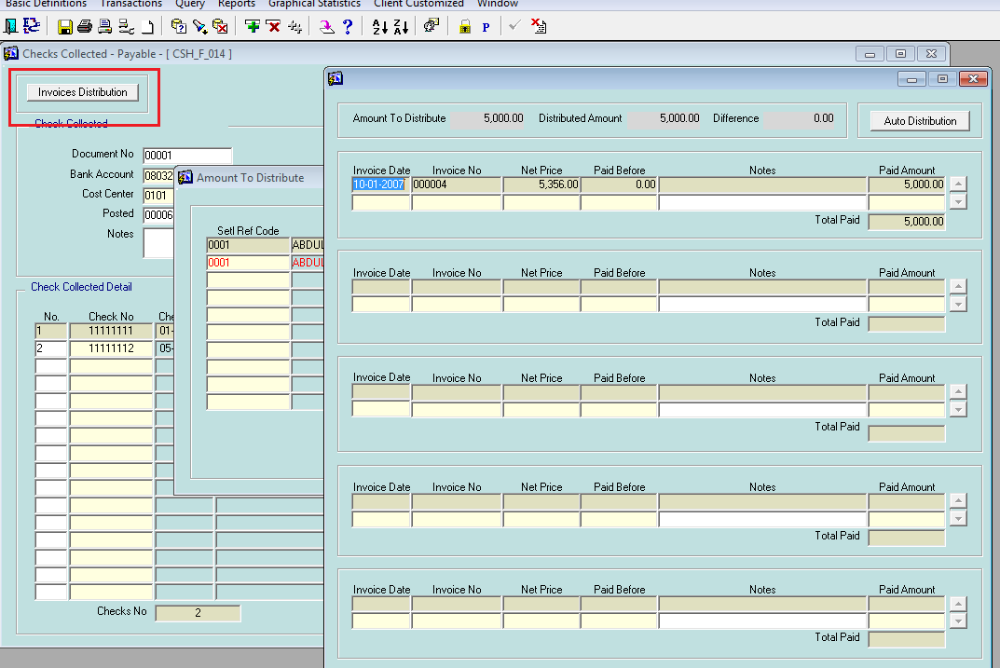 Basic Definitions Transactions Query Reports Graphical Statistics Client Customized Window
Checks Collected - Payable - [ CSH_F_014 ]
Invoices Distribution
Check Collected
Document No 00001
Bank Account 08032
Cost Center 0101
Posted 00006
Notes
Check Collected Detail
No. Check No Che
1 11111111 01-
2 11111112 05-
Checks No 2
Amount To Distribute
Setl Ref Code
0001 ABDUL
0001 ABDUL
Amount To Distribute 5,000.00 Distributed Amount 5,000.00 Difference 0.00
Auto Distribution
Invoice Date Invoice No Net Price Paid Before Notes Paid Amount
10-01-2007 000004 5,356.00 0.00 5,000.00
Total Paid 5,000.00
Invoice Date Invoice No Net Price Paid Before Notes Paid Amount
Total Paid
Invoice Date Invoice No Net Price Paid Before Notes Paid Amount
Total Paid
Invoice Date Invoice No Net Price Paid Before Notes Paid Amount
Total Paid
Invoice Date Invoice No Net Price Paid Before Notes Paid Amount
Total Paid